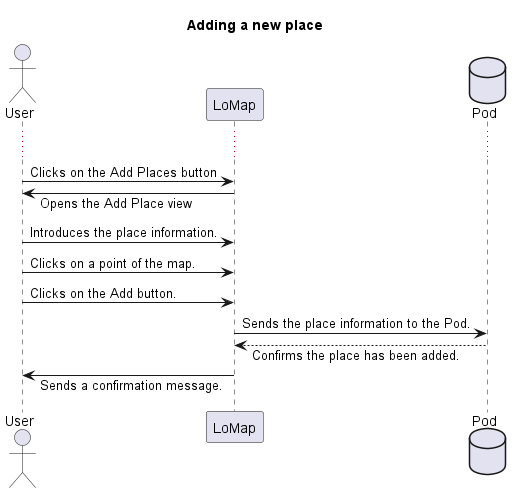 Adding a new place
User
LoMap
Pod
Clicks on the Add Places button
Opens the Add Place view
Introduces the place information.
Clicks on a point of the map.
Clicks on the Add button.
Sends the place information to the Pod.
Confirms the place has been added.
Sends a confirmation message.
User
LoMap
Pod